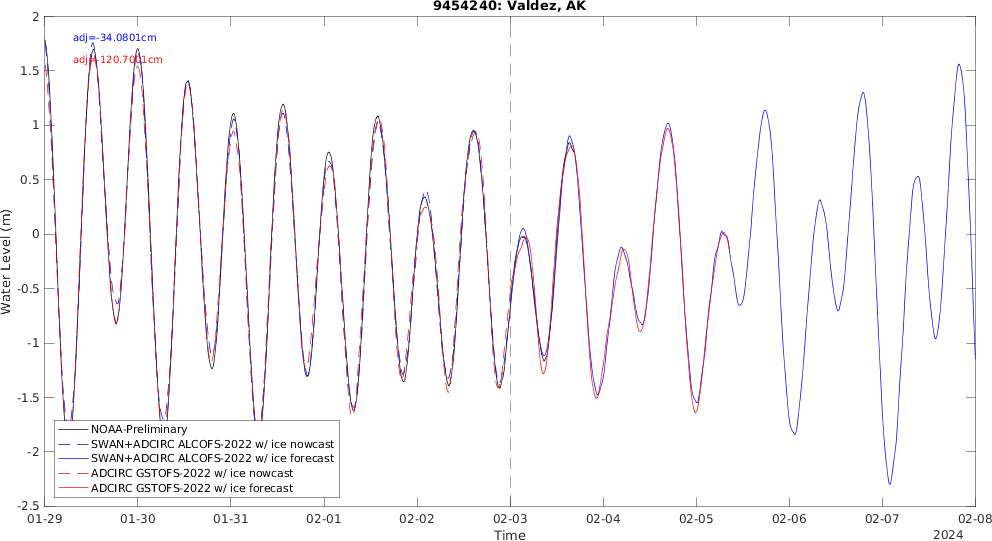 9454240: Valdez, AK
adj=-34.0801cm
adj=-120.7001cm
2
1.5
1
0.5
0
-0.5
-1
-1.5
-2
-2.5
Water Level (m)
NOAA-Preliminary
SWAN+ADCIRC ALCOFS-2022 w/ ice nowcast
SWAN+ADCIRC ALCOFS-2022 w/ ice forecast
ADCIRC GSTOFS-2022 w/ ice nowcast
ADCIRC GSTOFS-2022 w/ ice forecast
01-29 01-30 01-31 02-01 02-02 02-03 02-04 02-05 02-06 02-07 02-08
Time
2024